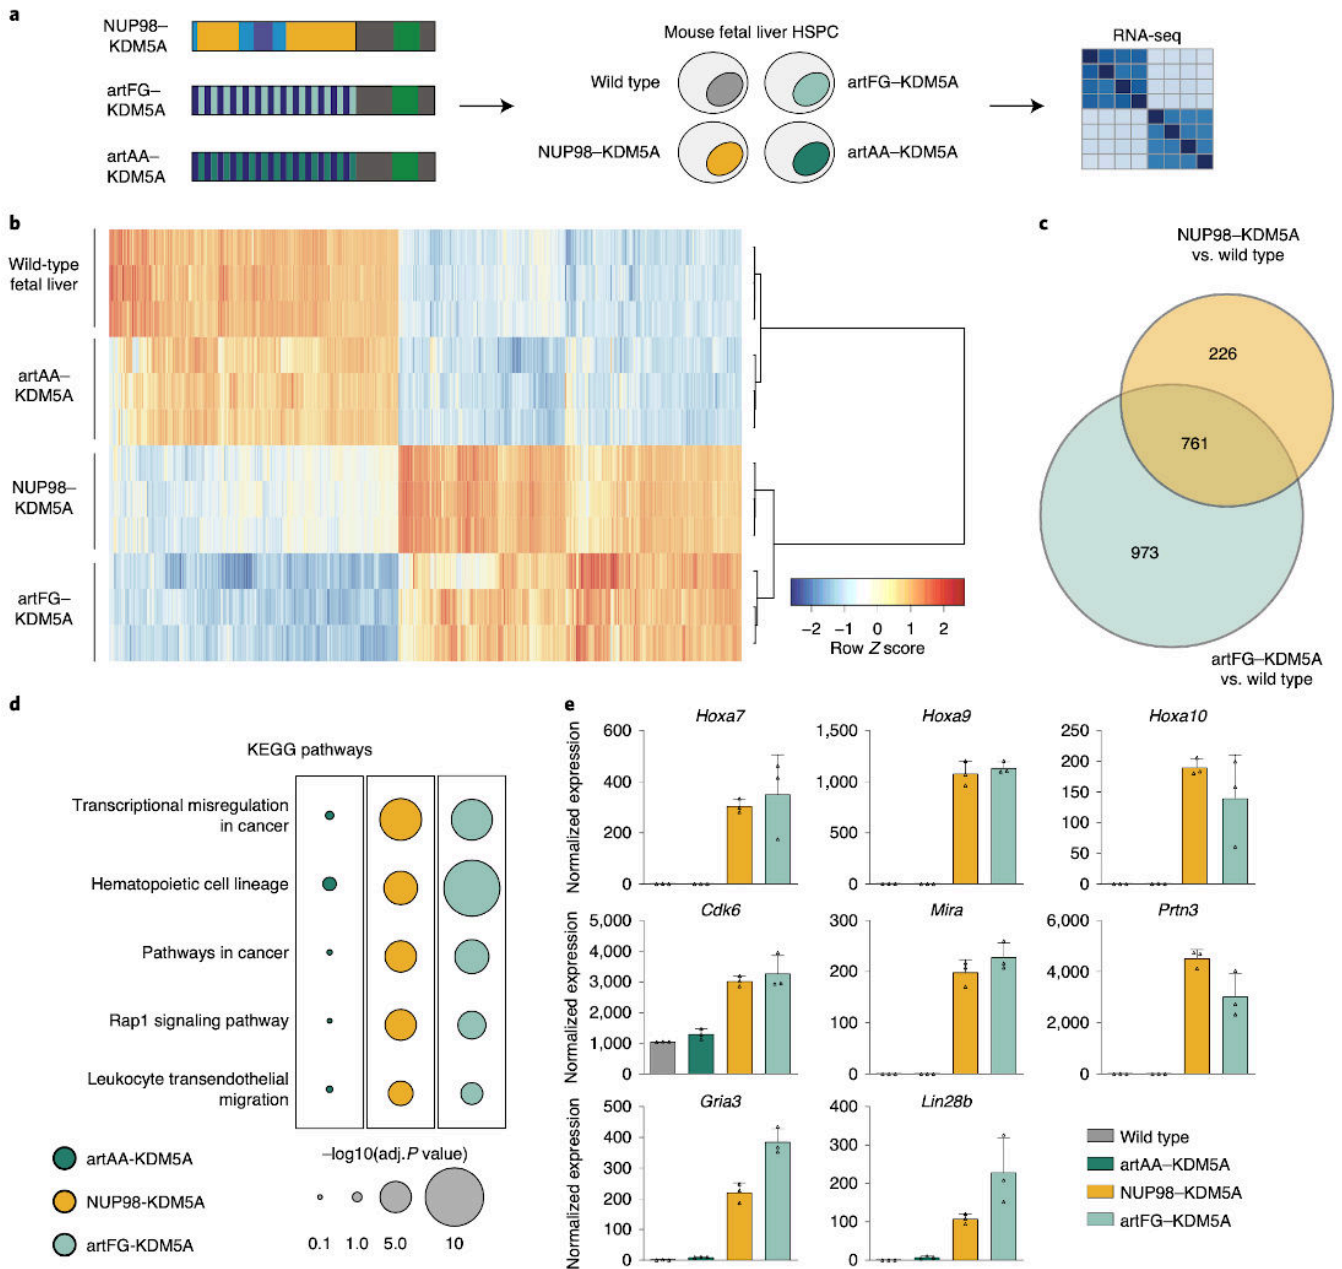 a
NUP98–
KDM5A
artFG–
KDM5A
artAA–
KDM5A
Mouse fetal liver HSPC
Wild type
artFG–KDM5A
NUP98–KDM5A
artAA–KDM5A
RNA-seq
b
Wild-type
fetal liver
artAA–
KDM5A
NUP98–
KDM5A
artFG–
KDM5A
−2 −1 0 1 2
Row Z score
c
NUP98–KDM5A
vs. wild type
226
761
973
artFG–KDM5A
vs. wild type
d
KEGG pathways
Transcriptional misregulation
in cancer
Hematopoietic cell lineage
Pathways in cancer
Rap1 signaling pathway
Leukocyte transendothelial
migration
artAA-KDM5A
NUP98-KDM5A
artFG-KDM5A
−log10(adj. P value)
0.1 1.0 5.0 10
e
Hoxa7
Normalized expression
600
400
200
0
Hoxa9
1,500
1,000
500
0
Hoxa10
250
200
150
100
50
0
Cdk6
Normalized expression
5,000
4,000
3,000
2,000
1,000
0
Mira
300
200
100
0
Prtn3
6,000
4,000
2,000
0
Gria3
Normalized expression
500
400
300
200
100
0
Lin28b
400
300
200
100
0
Wild type
artAA–KDM5A
NUP98–KDM5A
artFG–KDM5A